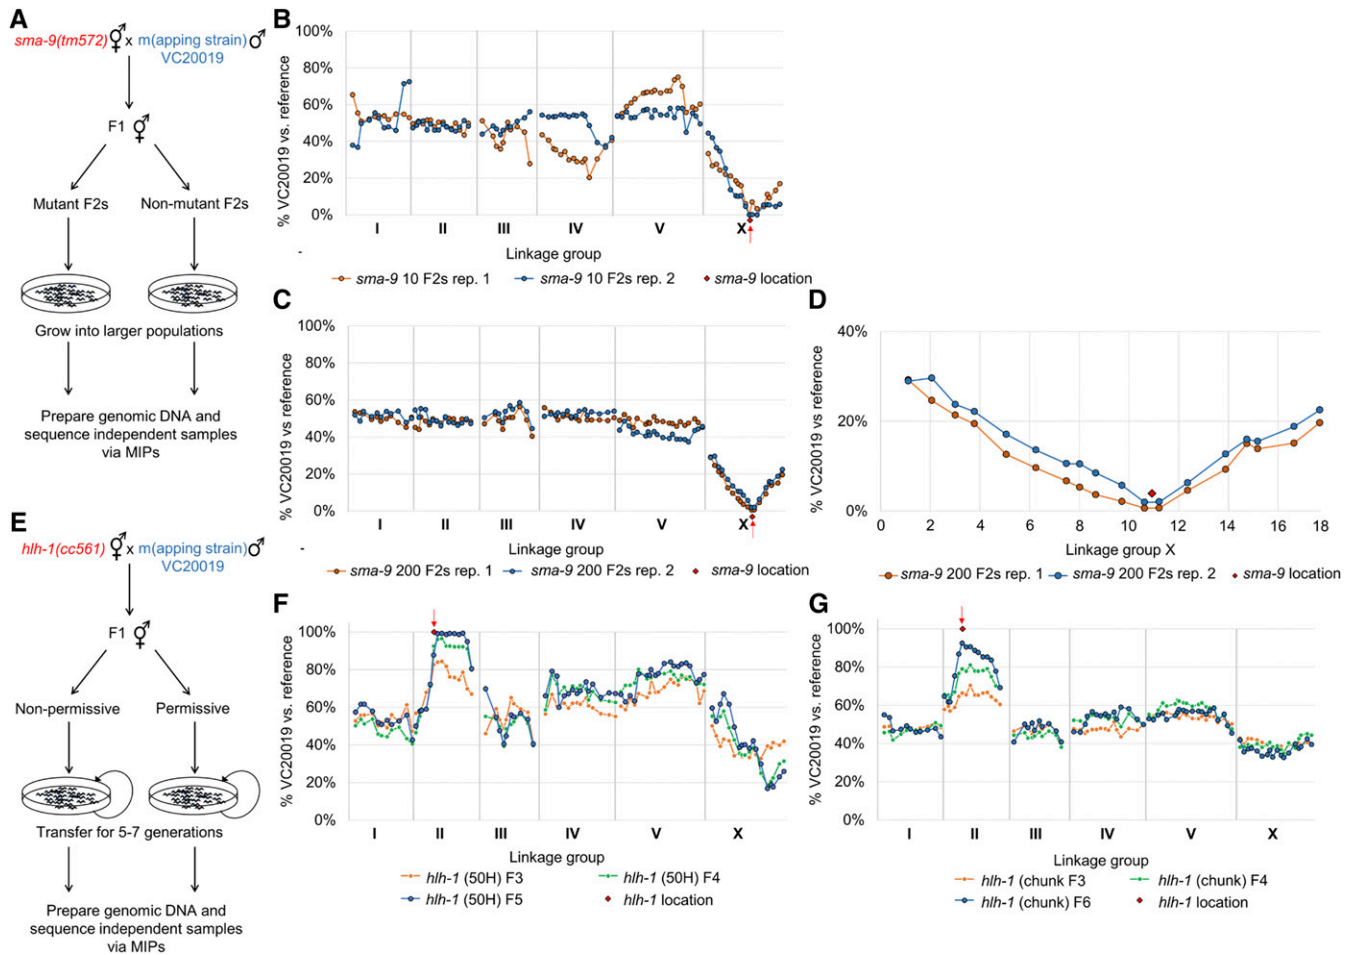 A
sma-9(tm572) x m(apping strain)
VC20019
F1
Mutant F2s Non-mutant F2s
Grow into larger populations
Prepare genomic DNA and
sequence independent samples
via MIPs
B
% VC20019 vs. reference
100%
80%
60%
40%
20%
0%
I II III IV V X
Linkage group
-
sma-9 10 F2s rep. 1 sma-9 10 F2s rep. 2 sma-9 location
C
% VC20019 vs reference
100%
80%
60%
40%
20%
0%
I II III IV V X
Linkage group
-
sma-9 200 F2s rep. 1 sma-9 200 F2s rep. 2 sma-9 location
D
% VC20019 vs reference
40%
20%
0%
0 2 4 6 8 10 12 14 16 18
Linkage group X
sma-9 200 F2s rep. 1 sma-9 200 F2s rep. 2 sma-9 location
E
hlh-1(cc561) x m(apping strain)
VC20019
F1
Non-permissive Permissive
Transfer for 5-7 generations
Prepare genomic DNA and
sequence independent samples
via MIPs
F
% VC20019 vs. reference
100%
80%
60%
40%
20%
0%
I II III IV V X
Linkage group
hlh-1 (50H) F3 hlh-1 (50H) F4
hlh-1 (50H) F5 hlh-1 location
G
% VC20019 vs. reference
100%
80%
60%
40%
20%
0%
I II III IV V X
Linkage group
hlh-1 (chunk F3 hlh-1 (chunk) F4
hlh-1 (chunk) F6 hlh-1 location